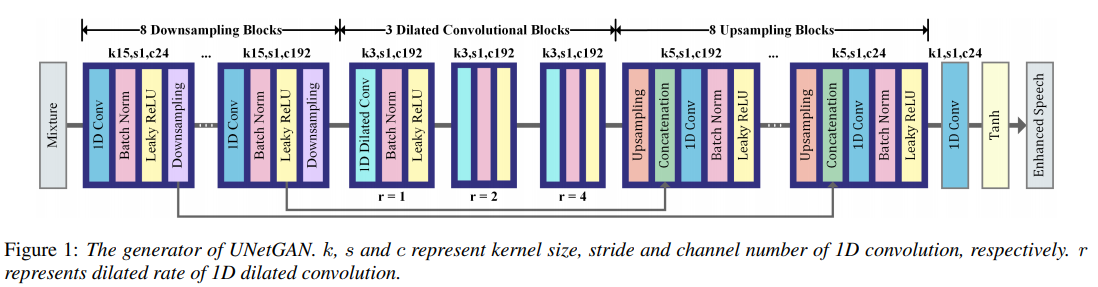 8 Downsampling Blocks 3 Dilated Convolutional Blocks 8 Upsampling Blocks
k15,s1,c24 ... k15,s1,c192 k3,s1,c192 k3,s1,c192 k3,s1,c192 k5,s1,c192 ... k5,s1,c24 k1,s1,c24
Mixture
1D Conv
Batch Norm
Leaky ReLU
Downsampling
...
1D Conv
Batch Norm
Leaky ReLU
Downsampling
1D Dilated Conv
Batch Norm
Leaky ReLU
Upsampling
Concatenation
1D Conv
Batch Norm
Leaky ReLU
...
Upsampling
Concatenation
1D Conv
Batch Norm
Leaky ReLU
1D Conv
Tanh
Enhanced Speech
r = 1 r = 2 r = 4
Figure 1: The generator of UNetGAN. k, s and c represent kernel size, stride and channel number of 1D convolution, respectively. r
represents dilated rate of 1D dilated convolution.